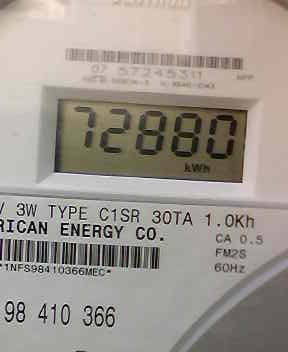 07 57245311
72880
kWh
V 3W TYPE C1SR 30TA 1.0Kh
RICAN ENERGY CO.
CA 0.5
FM2S
60Hz
*1NFS98410366MEC*
98 410 366